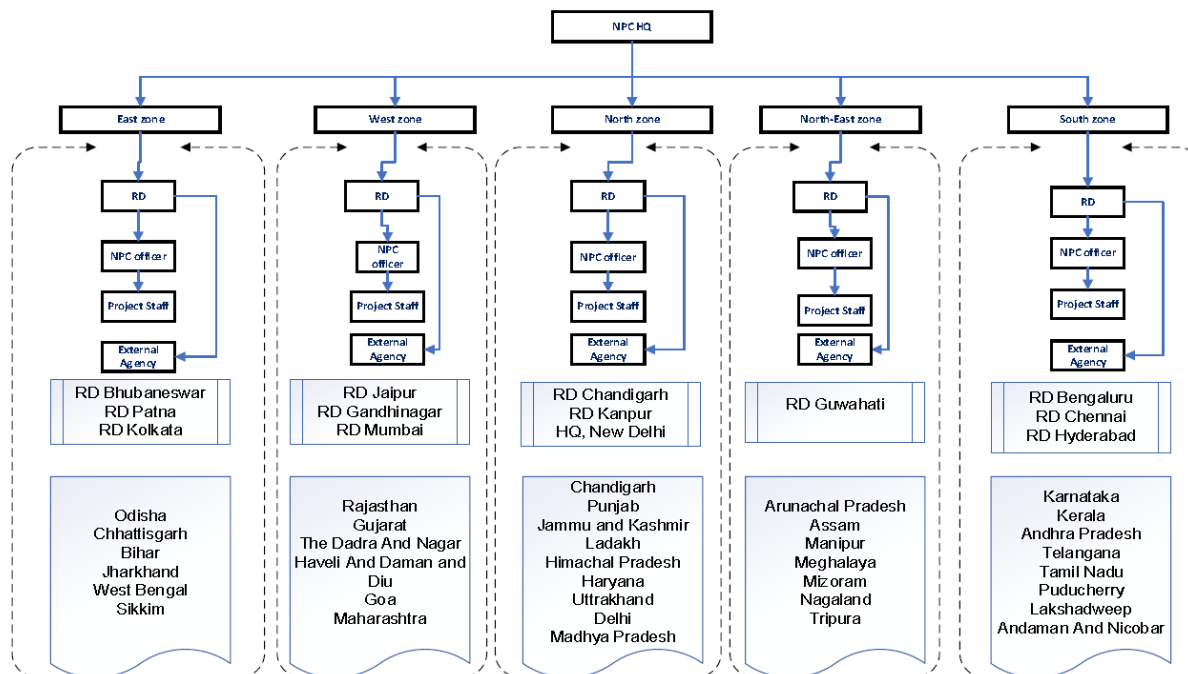 NPC HQ
East zone
West zone
North zone
North-East zone
South zone
RD
NPC officer
Project Staff
External
Agency
RD Bhubaneswar
RD Patna
RD Kolkata
Odisha
Chhattisgarh
Bihar
Jharkhand
West Bengal
Sikkim
RD
NPC
officer
Project Staff
External
Agency
RD Jaipur
RD Gandhinagar
RD Mumbai
Rajasthan
Gujarat
The Dadra And Nagar
Haveli And Daman and
Diu
Goa
Maharashtra
RD
NPC officer
Project Staff
External
Agency
RD Chandigarh
RD Kanpur
HQ, New Delhi
Chandigarh
Punjab
Jammu and Kashmir
Ladakh
Himachal Pradesh
Haryana
Uttrakhand
Delhi
Madhya Pradesh
RD
NPC officer
Project Staff
External
Agency
RD Guwahati
Arunachal Pradesh
Assam
Manipur
Meghalaya
Mizoram
Nagaland
Tripura
RD
NPC officer
Project Staff
External
Agency
RD Bengaluru
RD Chennai
RD Hyderabad
Karnataka
Kerala
Andhra Pradesh
Telangana
Tamil Nadu
Puducherry
Lakshadweep
Andaman And Nicobar